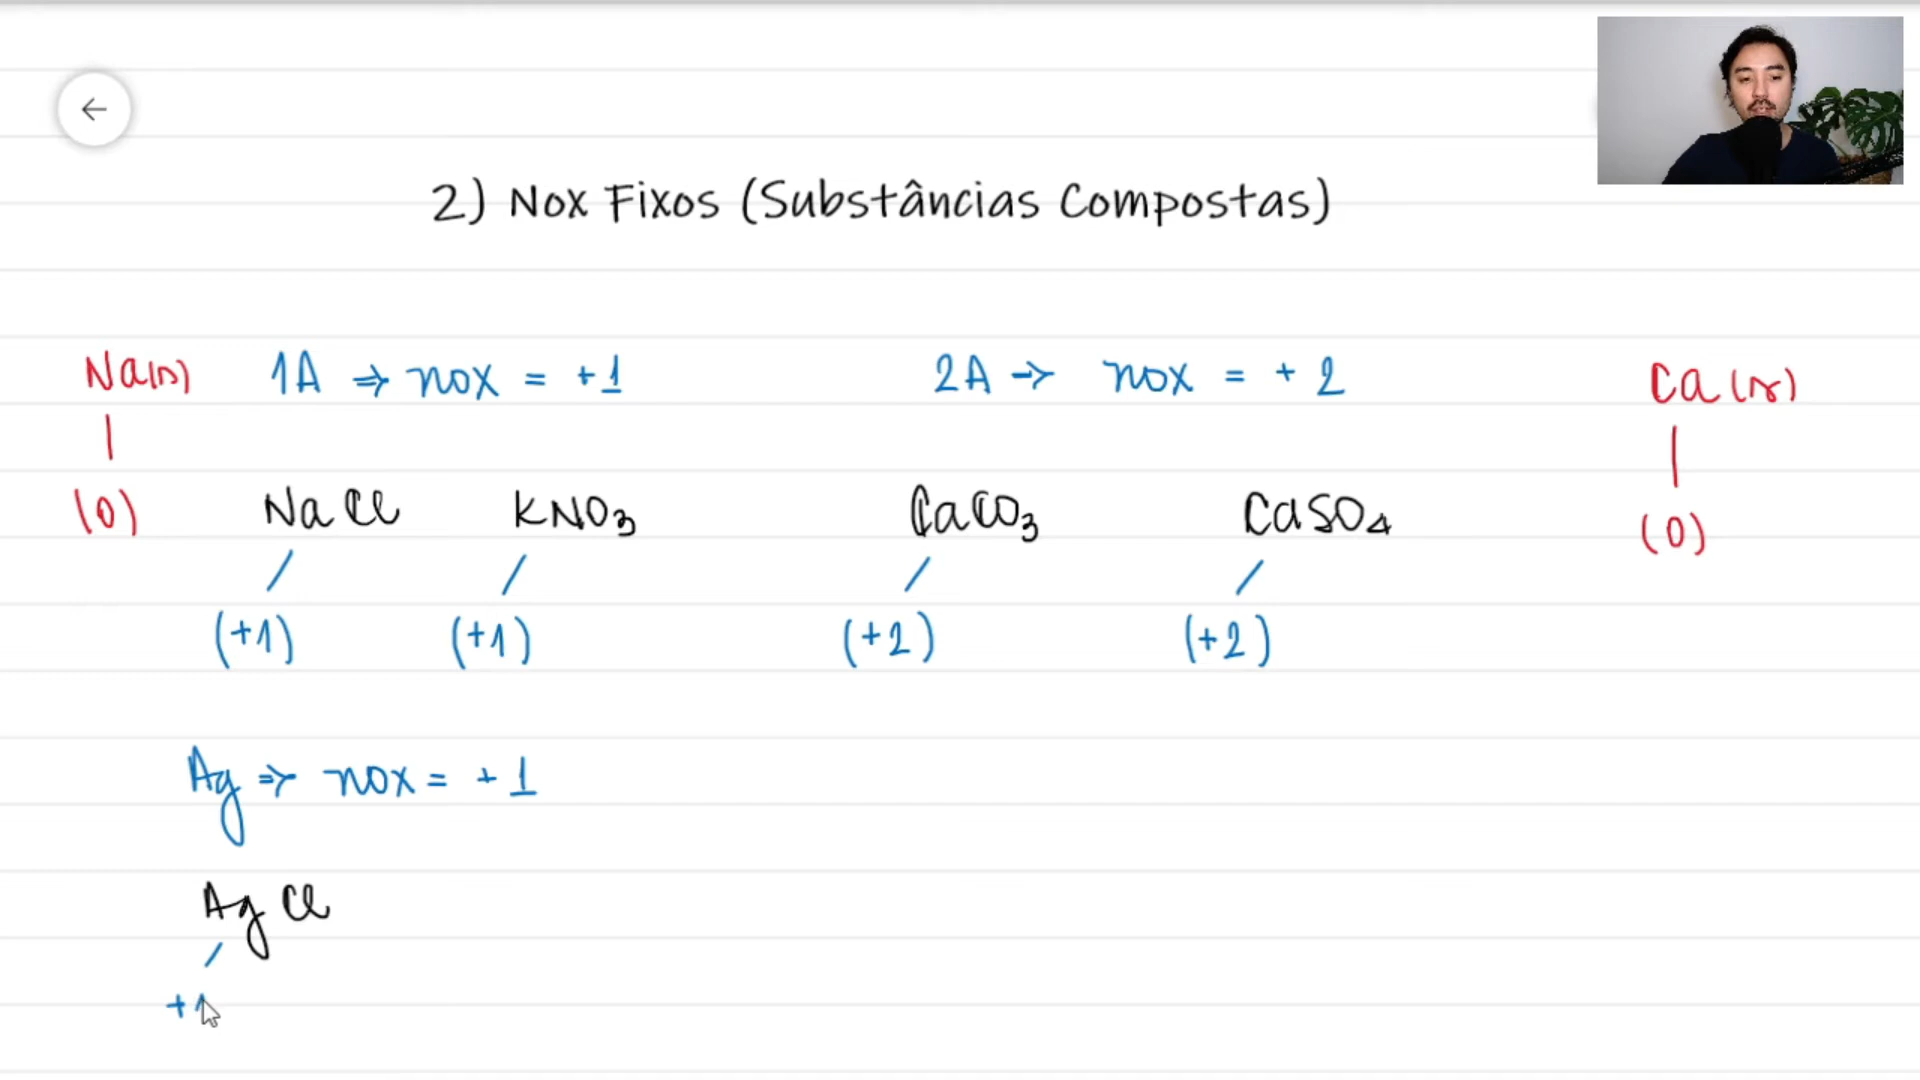 2) Nox Fixos (Substâncias Compostas)
Na(s) 1A ⇒ nox = +1 2A → nox = +2 Ca(s)
(0) NaCl KNO₃ CaCO₃ CaSO₄ (0)
(+1) (+1) (+2) (+2)
Ag ⇒ nox = +1
AgCl
+1